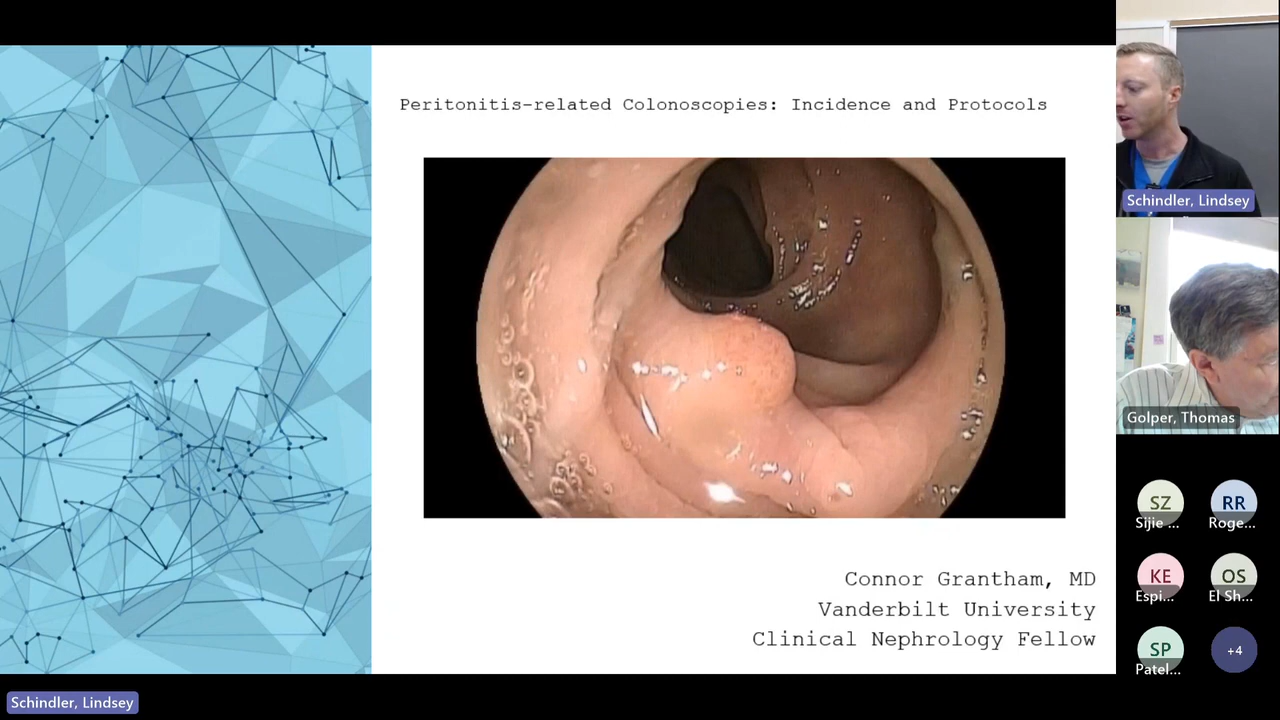 Peritonitis-related Colonoscopies: Incidence and Protocols
Connor Grantham, MD
Vanderbilt University
Clinical Nephrology Fellow
Schindler, Lindsey
Golper, Thomas
SZ
Sijie ...
RR
Roge...
KE
Espi...
OS
El Sh...
SP
Patel...
+4
Schindler, Lindsey